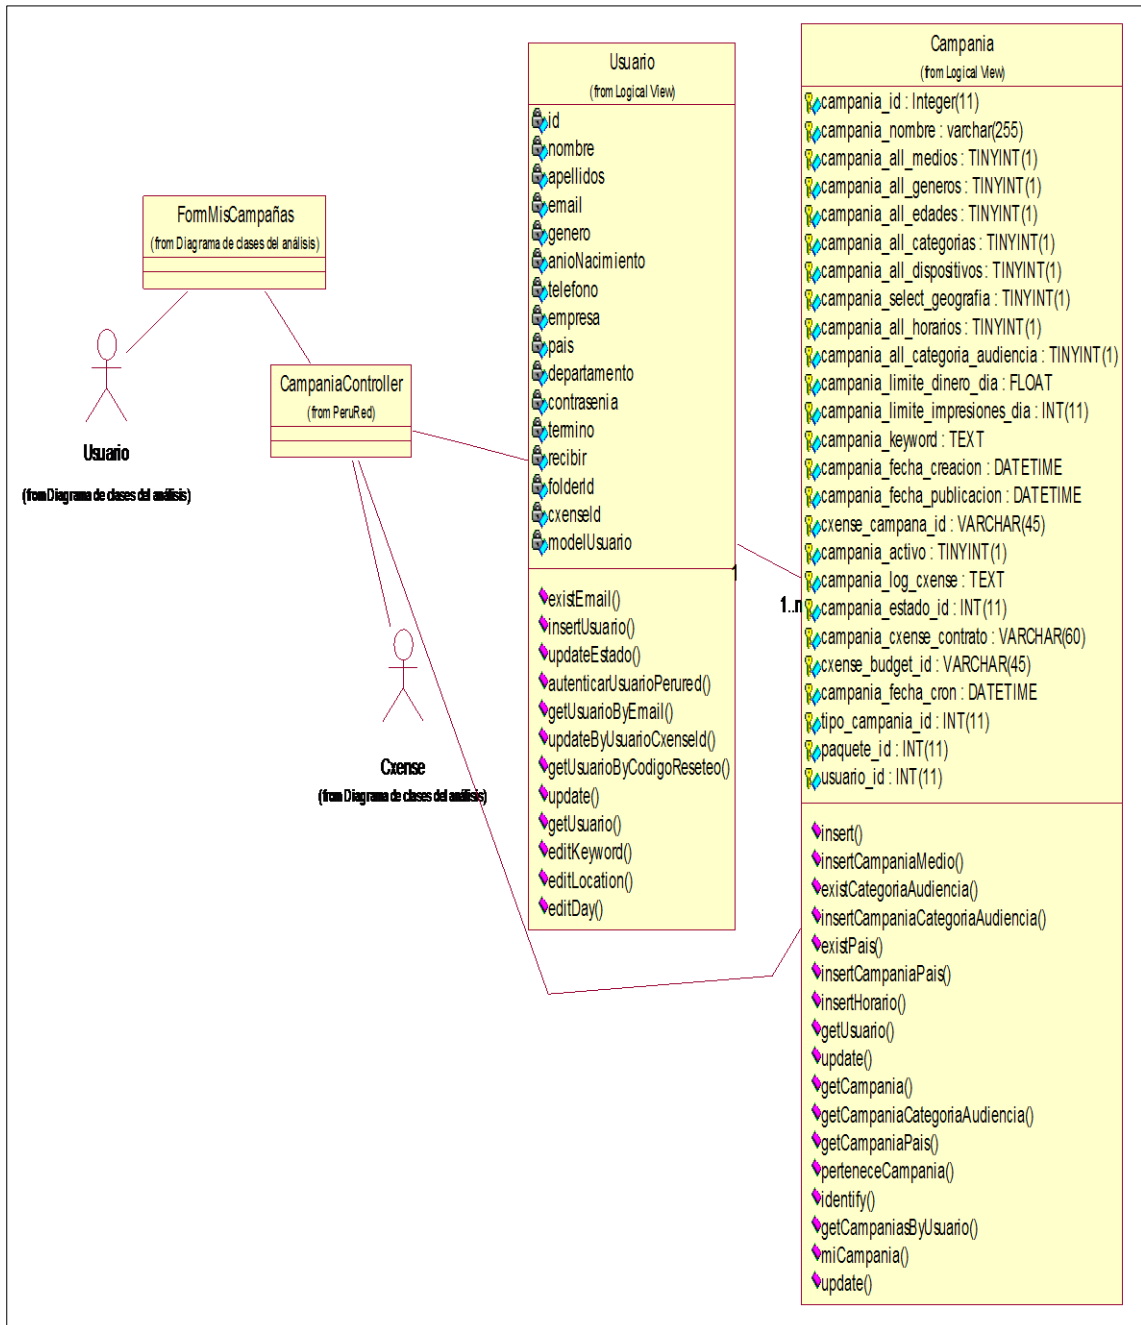 FormMisCampañas
(from Diagrama de clases del análisis)
Usuario
(from Diagrama de clases del análisis)
CampaniaController
(from PeruRed)
Cxense
(from Diagrama de clases del análisis)
Usuario
(from Logical View)
id
nombre
apellidos
email
genero
anioNacimiento
telefono
empresa
pais
departamento
contrasenia
termino
recibir
folderId
cxenseId
modelUsuario
existEmail()
insertUsuario()
updateEstado()
autenticarUsuarioPerured()
getUsuarioByEmail()
updateByUsuarioCxenseId()
getUsuarioByCodigoReseteo()
update()
getUsuario()
editKeyword()
editLocation()
editDay()
1
1..n
Campania
(from Logical View)
campania_id : Integer(11)
campania_nombre : varchar(255)
campania_all_medios : TINYINT(1)
campania_all_generos : TINYINT(1)
campania_all_edades : TINYINT(1)
campania_all_categorias : TINYINT(1)
campania_all_dispositivos : TINYINT(1)
campania_select_geografia : TINYINT(1)
campania_all_horarios : TINYINT(1)
campania_all_categoria_audiencia : TINYINT(1)
campania_limite_dinero_dia : FLOAT
campania_limite_impresiones_dia : INT(11)
campania_keyword : TEXT
campania_fecha_creacion : DATETIME
campania_fecha_publicacion : DATETIME
cxense_campana_id : VARCHAR(45)
campania_activo : TINYINT(1)
campania_log_cxense : TEXT
campania_estado_id : INT(11)
campania_cxense_contrato : VARCHAR(60)
cxense_budget_id : VARCHAR(45)
campania_fecha_cron : DATETIME
tipo_campania_id : INT(11)
paquete_id : INT(11)
usuario_id : INT(11)
insert()
insertCampaniaMedio()
existCategoriaAudiencia()
insertCampaniaCategoriaAudiencia()
existPais()
insertCampaniaPais()
insertHorario()
getUsuario()
update()
getCampania()
getCampaniaCategoriaAudiencia()
getCampaniaPais()
perteneceCampania()
identify()
getCampaniasByUsuario()
miCampania()
update()